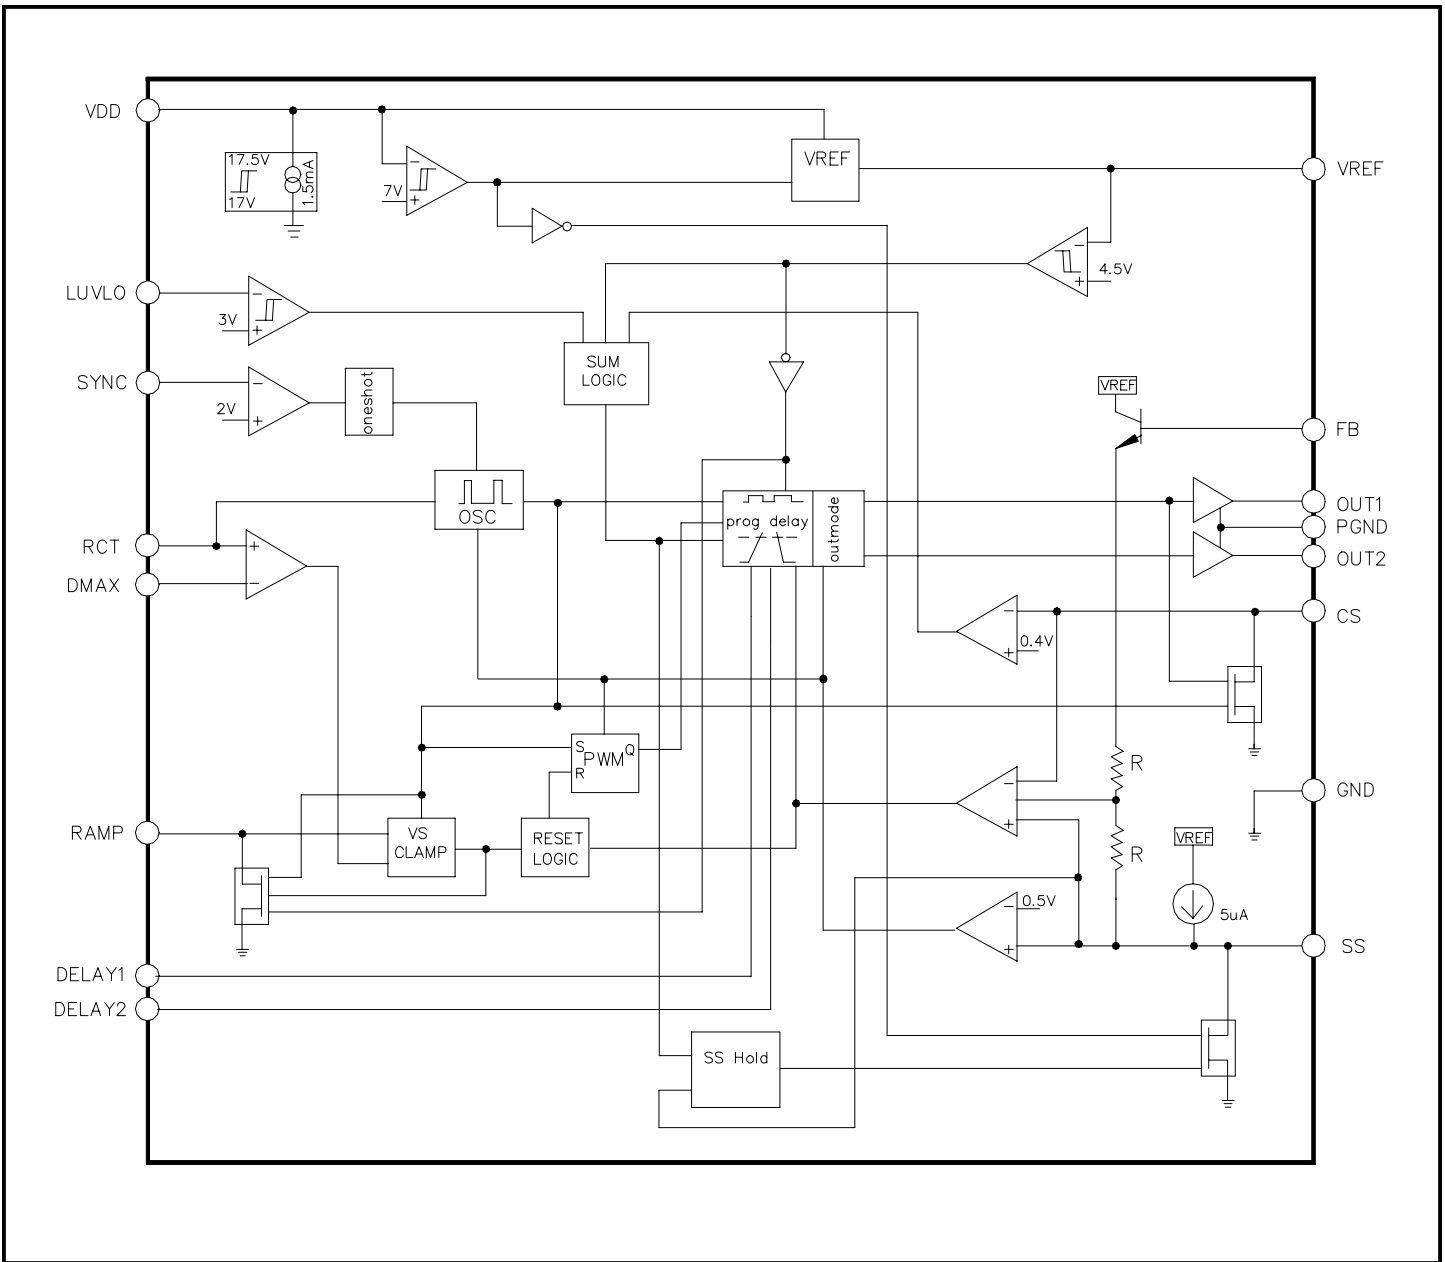 VDD
17.5V
17V
1.5mA
7V
VREF
VREF
4.5V
LUVLO
3V
SYNC
2V
oneshot
SUM
LOGIC
VREF
FB
OSC
prog delay
outmode
OUT1
PGND
OUT2
RCT
DMAX
0.4V
CS
S
PWM
Q
R
R
GND
RAMP
VS
CLAMP
RESET
LOGIC
R
VREF
0.5V
5uA
SS
DELAY1
DELAY2
SS Hold